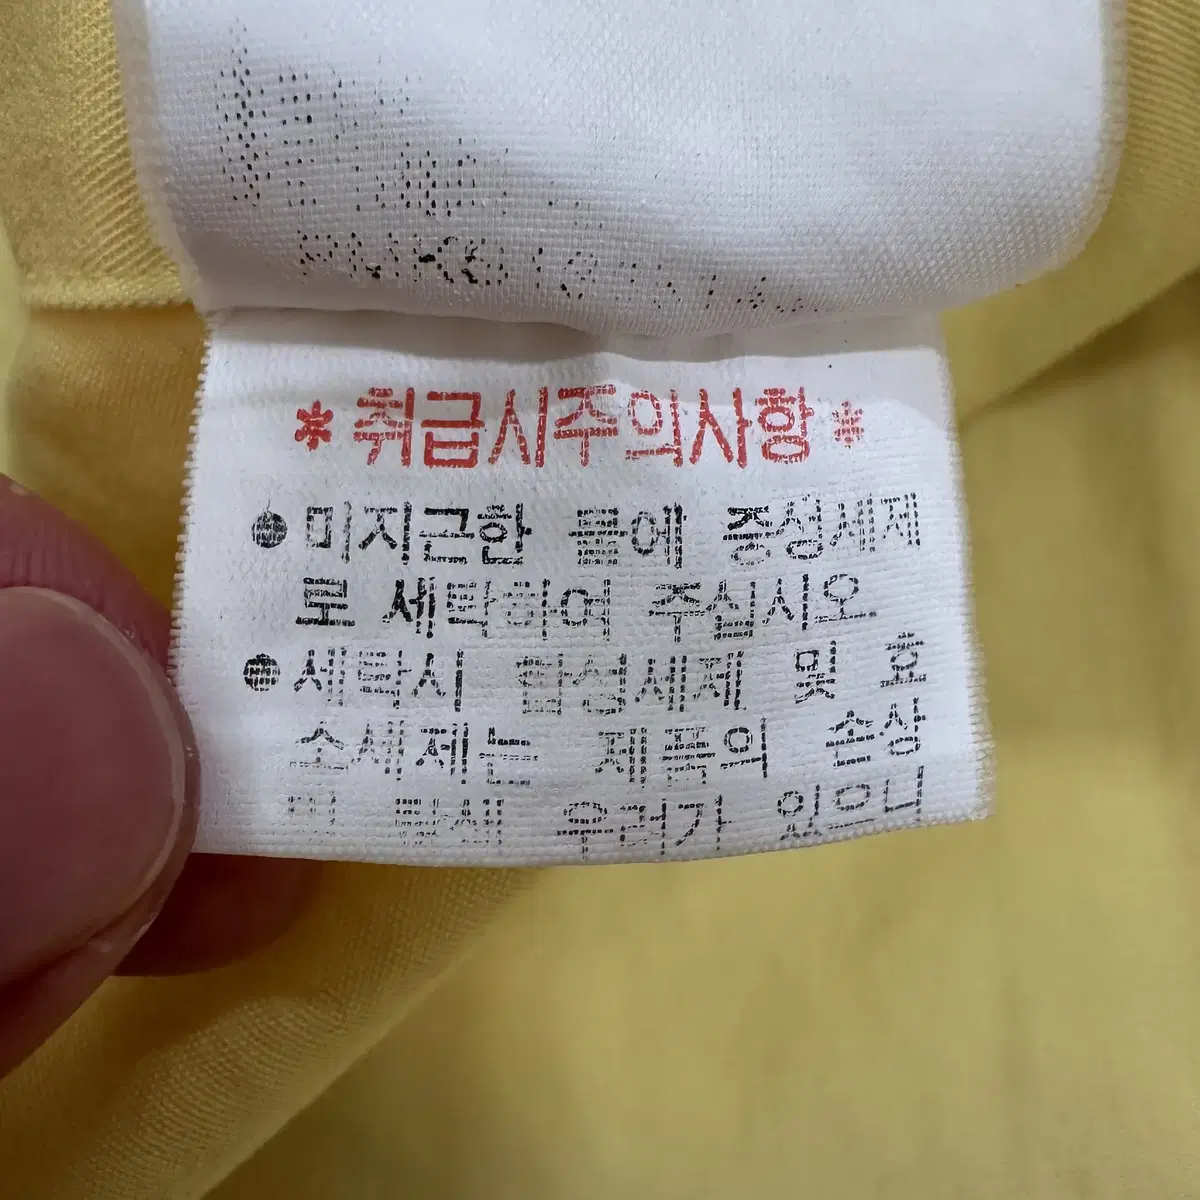 *취급시주의사항*
●미지근한 물에 중성세제
로 세탁하여 주십시오.
●세탁시 합성세제 및 효
소세제는 제품의 손상
및 변색 우려가 있으니